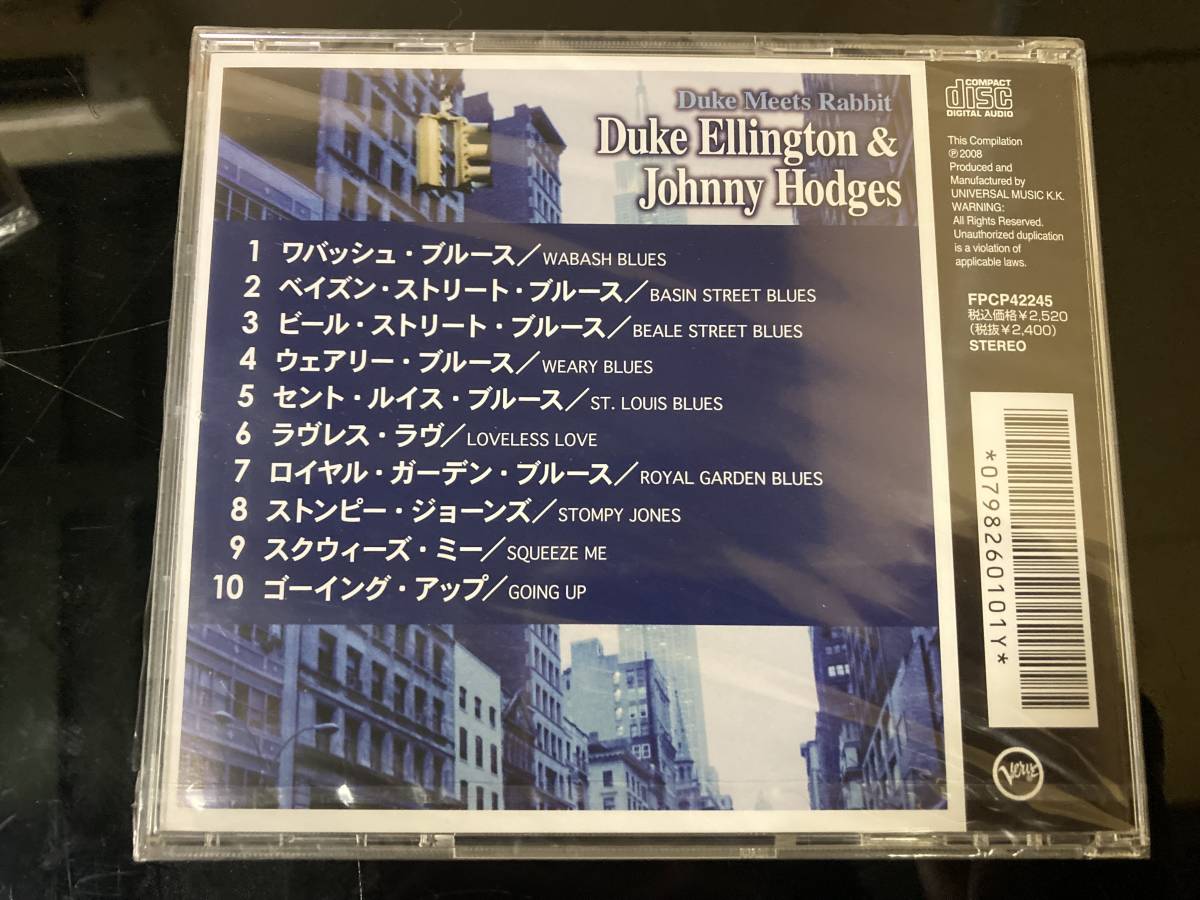 Duke Meets Rabbit
Duke Ellington &
Johnny Hodges
1 ワバッシュ・ブルース/WABASH BLUES
2 ベイズン・ストリート・ブルース/BASIN STREET BLUES
3 ビール・ストリート・ブルース/BEALE STREET BLUES
4 ウェアリー・ブルース/WEARY BLUES
5 セント・ルイス・ブルース/ST. LOUIS BLUES
6 ラヴレス・ラヴ/LOVELESS LOVE
7 ロイヤル・ガーデン・ブルース/ROYAL GARDEN BLUES
8 ストンピー・ジョーンズ/STOMPY JONES
9 スクウィーズ・ミー/SQUEEZE ME
10 ゴーイング・アップ/GOING UP
COMPACT
disc
DIGITAL AUDIO
This Compilation
℗2008
Produced and
Manufactured by
UNIVERSAL MUSIC K.K.
WARNING:
All Rights Reserved.
Unauthorized duplication
is a violation of
applicable laws.
FPCP42245
税込価格¥2,520
(税抜¥2,400)
STEREO
*0798260101Y*
Verve